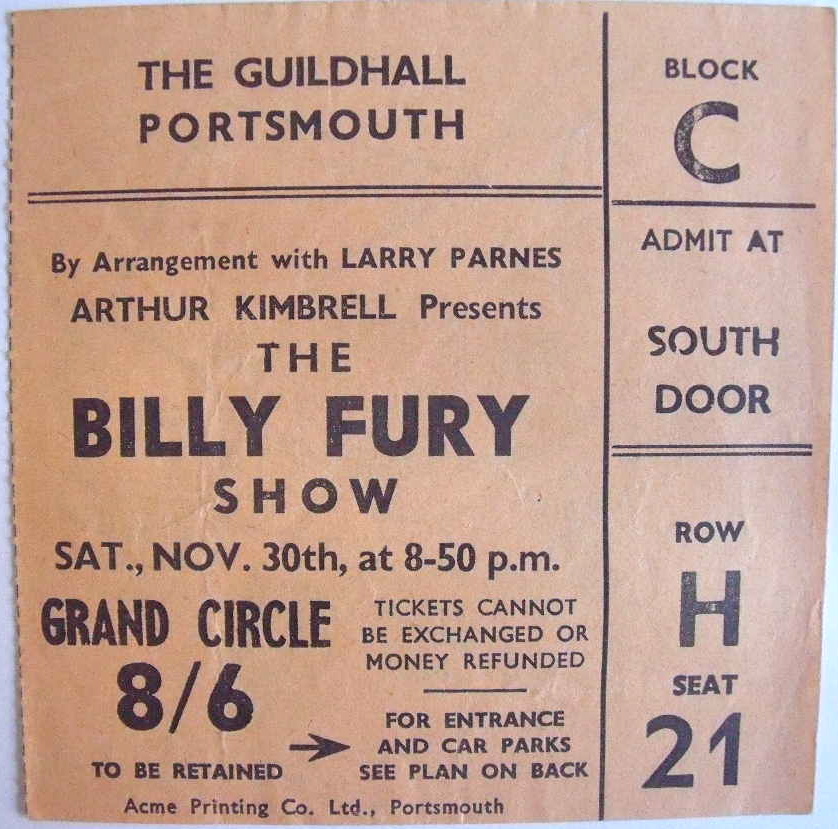 THE GUILDHALL
PORTSMOUTH
By Arrangement with LARRY PARNES
ARTHUR KIMBRELL Presents
THE
BILLY FURY
SHOW
SAT., NOV. 30th, at 8-50 p.m.
GRAND CIRCLE
8/6
TO BE RETAINED
TICKETS CANNOT
BE EXCHANGED OR
MONEY REFUNDED
FOR ENTRANCE
AND CAR PARKS
SEE PLAN ON BACK
Acme Printing Co. Ltd., Portsmouth
BLOCK
C
ADMIT AT
SOUTH
DOOR
ROW
H
SEAT
21